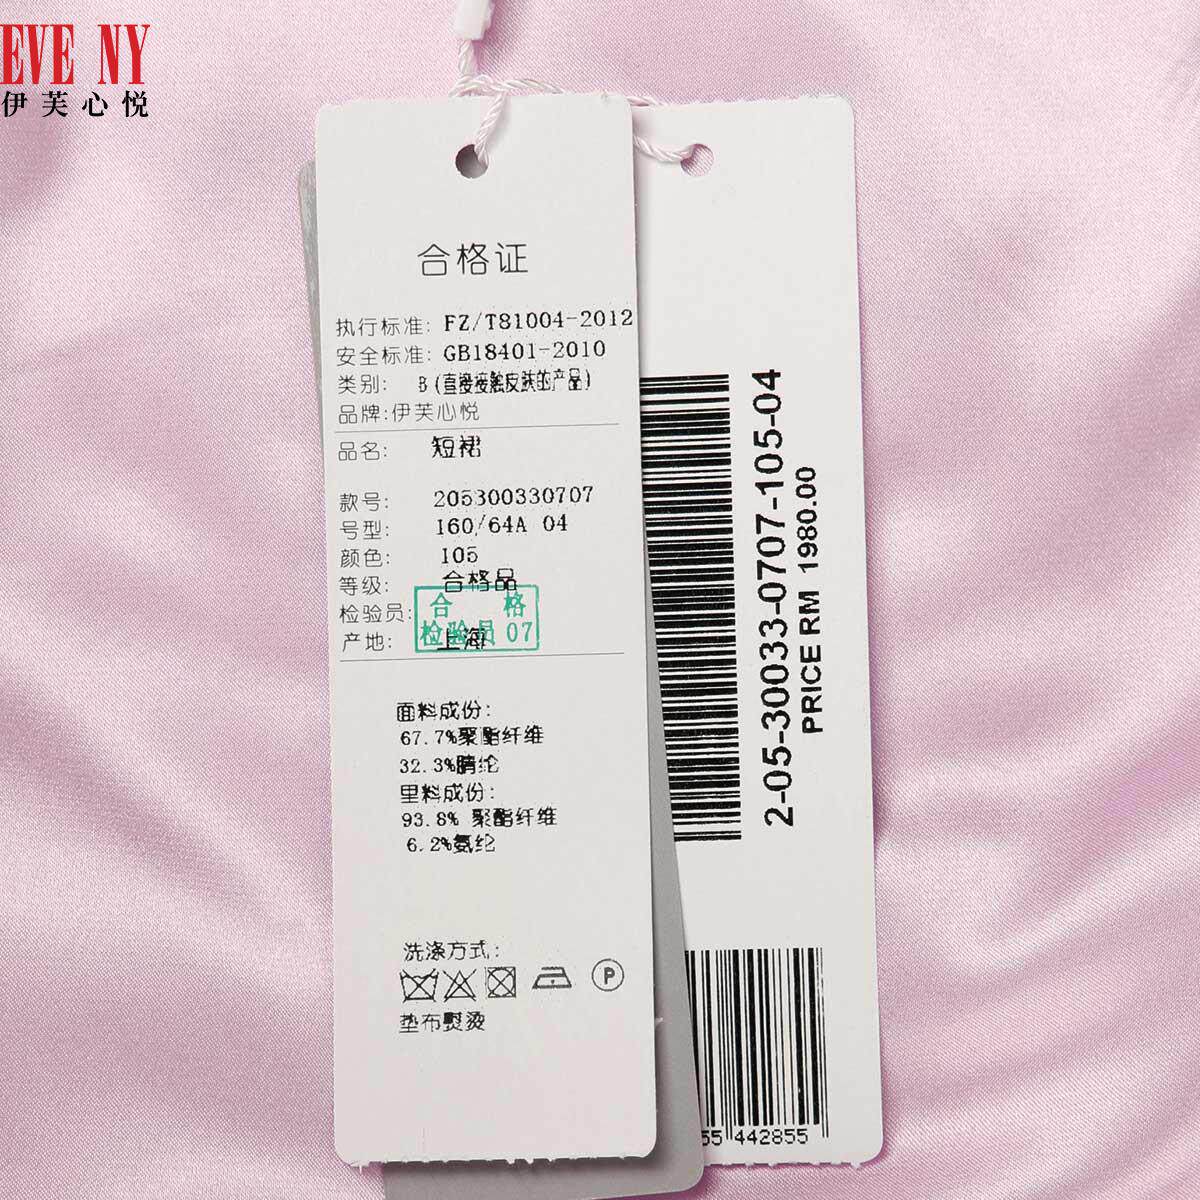 EVE NY
伊芙心悦
合格证
执行标准: FZ/T81004-2012
安全标准: GB18401-2010
类别: B(直接接触皮肤的产品)
品牌:伊芙心悦
品名: 短裙
款号: 205300330707
号型: 160/64A 04
颜色: 105
等级: 合格品
检验员: 合格
检验员 07
产地: 上海
面料成份:
67.7%聚酯纤维
32.3%腈纶
里料成份:
93.8% 聚酯纤维
6.2%氨纶
洗涤方式:
P
垫布熨烫
2-05-30033-0707-105-04
PRICE RM 1980.00
55 442855